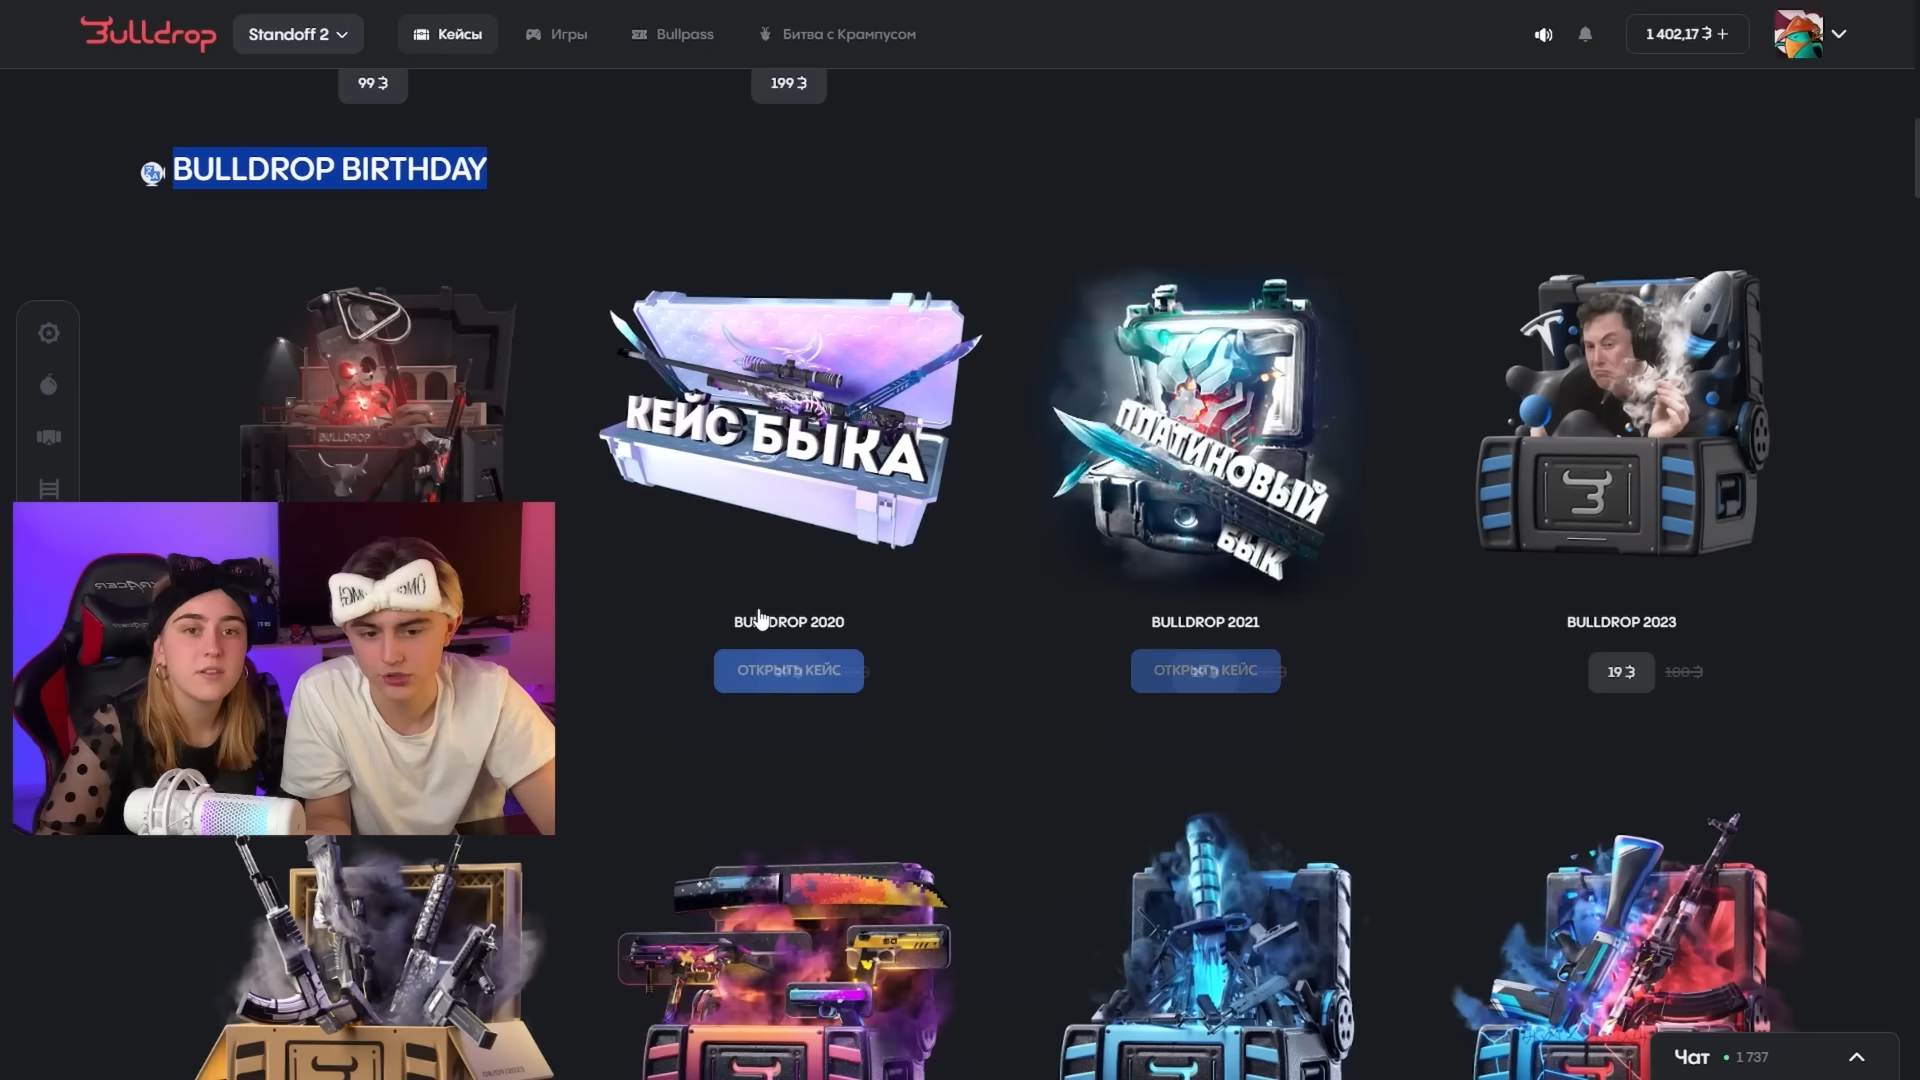 Bulldrop
Standoff 2
Кейсы
Игры
Bullpass
Битва с Крампусом
1 402,17
99
199
BULLDROP BIRTHDAY
BULLDROP
КЕЙС БЫКА
ПЛАТИНОВЫЙ
БЫК
BULLDROP 2020
BULLDROP 2021
BULLDROP 2023
ОТКРЫТЬ КЕЙС
ОТКРЫТЬ КЕЙС
19
100
Чат
1 737